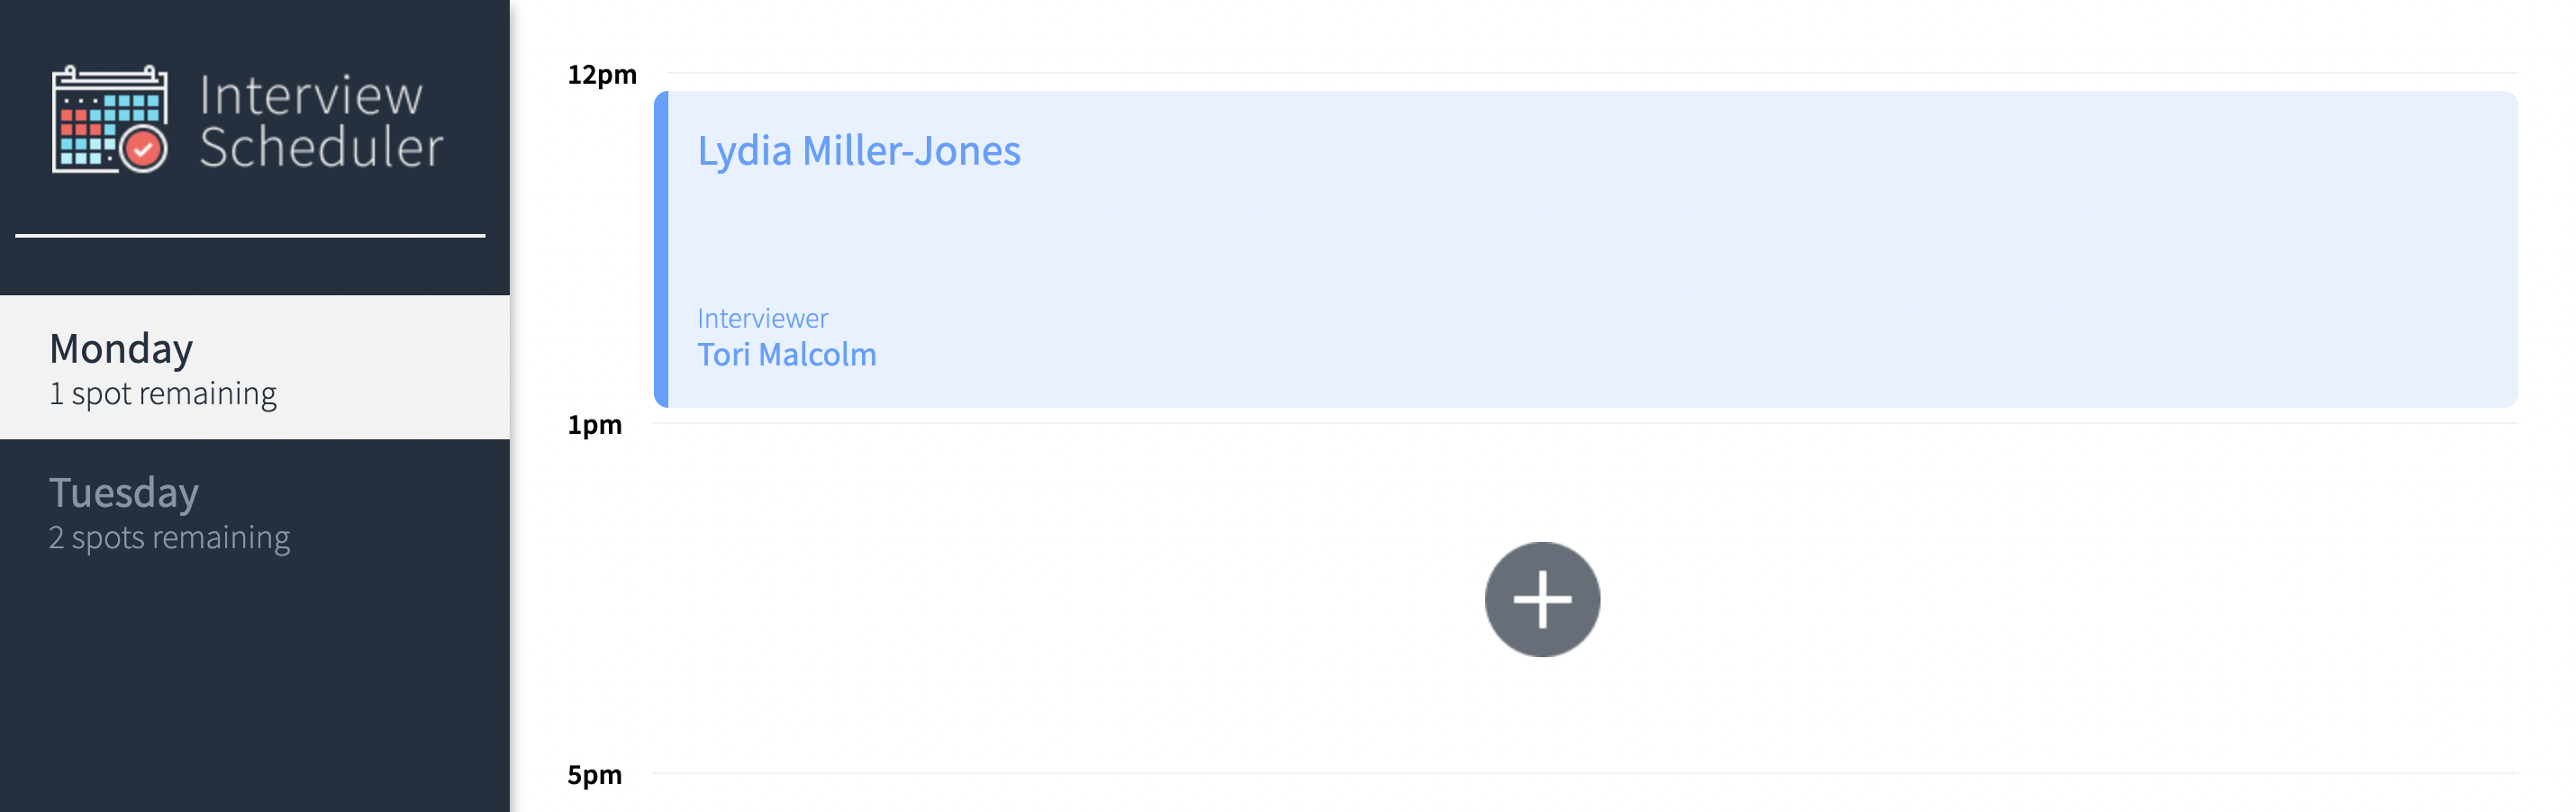 Interview
Scheduler
Monday
1 spot remaining
Tuesday
2 spots remaining
12pm
Lydia Miller-Jones
Interviewer
Tori Malcolm
1pm
5pm